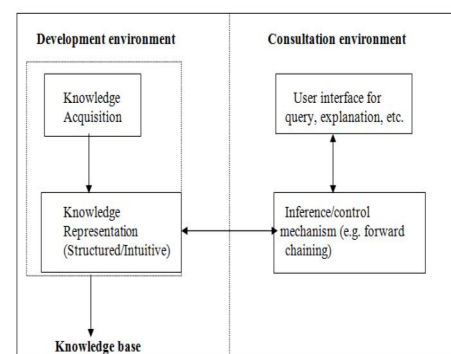 Development environment
Consultation environment
Knowledge
Acquisition
User interface for
query, explanation, etc.
Knowledge
Representation
(Structured/Intuitive)
Inference/control
mechanism (e.g. forward
chaining)
Knowledge base